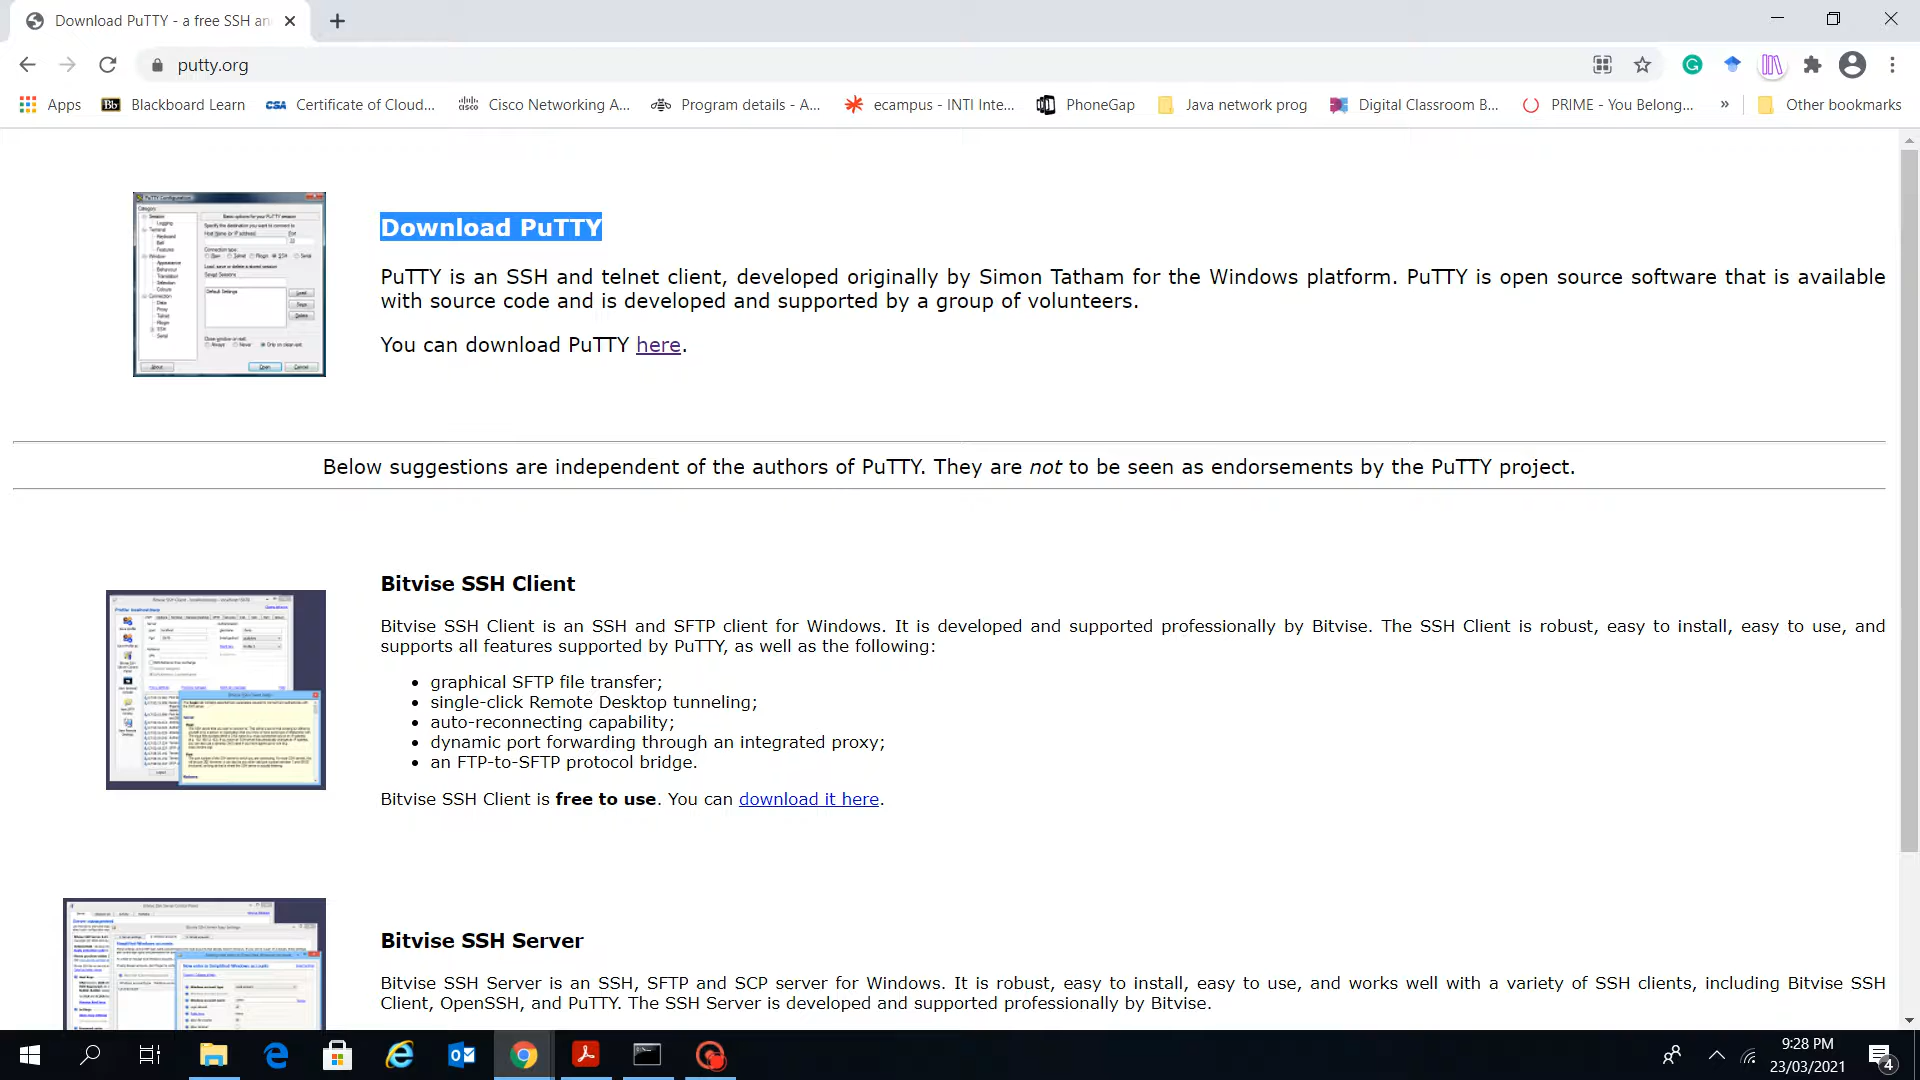 Download PuTTY - a free SSH an
putty.org
Apps
Blackboard Learn
Certificate of Cloud...
Cisco Networking A...
Program details - A...
ecampus - INTI Inte...
PhoneGap
Java network prog
Digital Classroom B...
PRIME - You Belong...
»
Other bookmarks
Download PuTTY
PuTTY is an SSH and telnet client, developed originally by Simon Tatham for the Windows platform. PuTTY is open source software that is available
with source code and is developed and supported by a group of volunteers.
You can download PuTTY here.
Below suggestions are independent of the authors of PuTTY. They are not to be seen as endorsements by the PuTTY project.
Bitvise SSH Client
Bitvise SSH Client is an SSH and SFTP client for Windows. It is developed and supported professionally by Bitvise. The SSH Client is robust, easy to install, easy to use, and
supports all features supported by PuTTY, as well as the following:
• graphical SFTP file transfer;
• single-click Remote Desktop tunneling;
• auto-reconnecting capability;
• dynamic port forwarding through an integrated proxy;
• an FTP-to-SFTP protocol bridge.
Bitvise SSH Client is free to use. You can download it here.
Bitvise SSH Server
Bitvise SSH Server is an SSH, SFTP and SCP server for Windows. It is robust, easy to install, easy to use, and works well with a variety of SSH clients, including Bitvise SSH
Client, OpenSSH, and PuTTY. The SSH Server is developed and supported professionally by Bitvise.
9:28 PM
23/03/2021
4